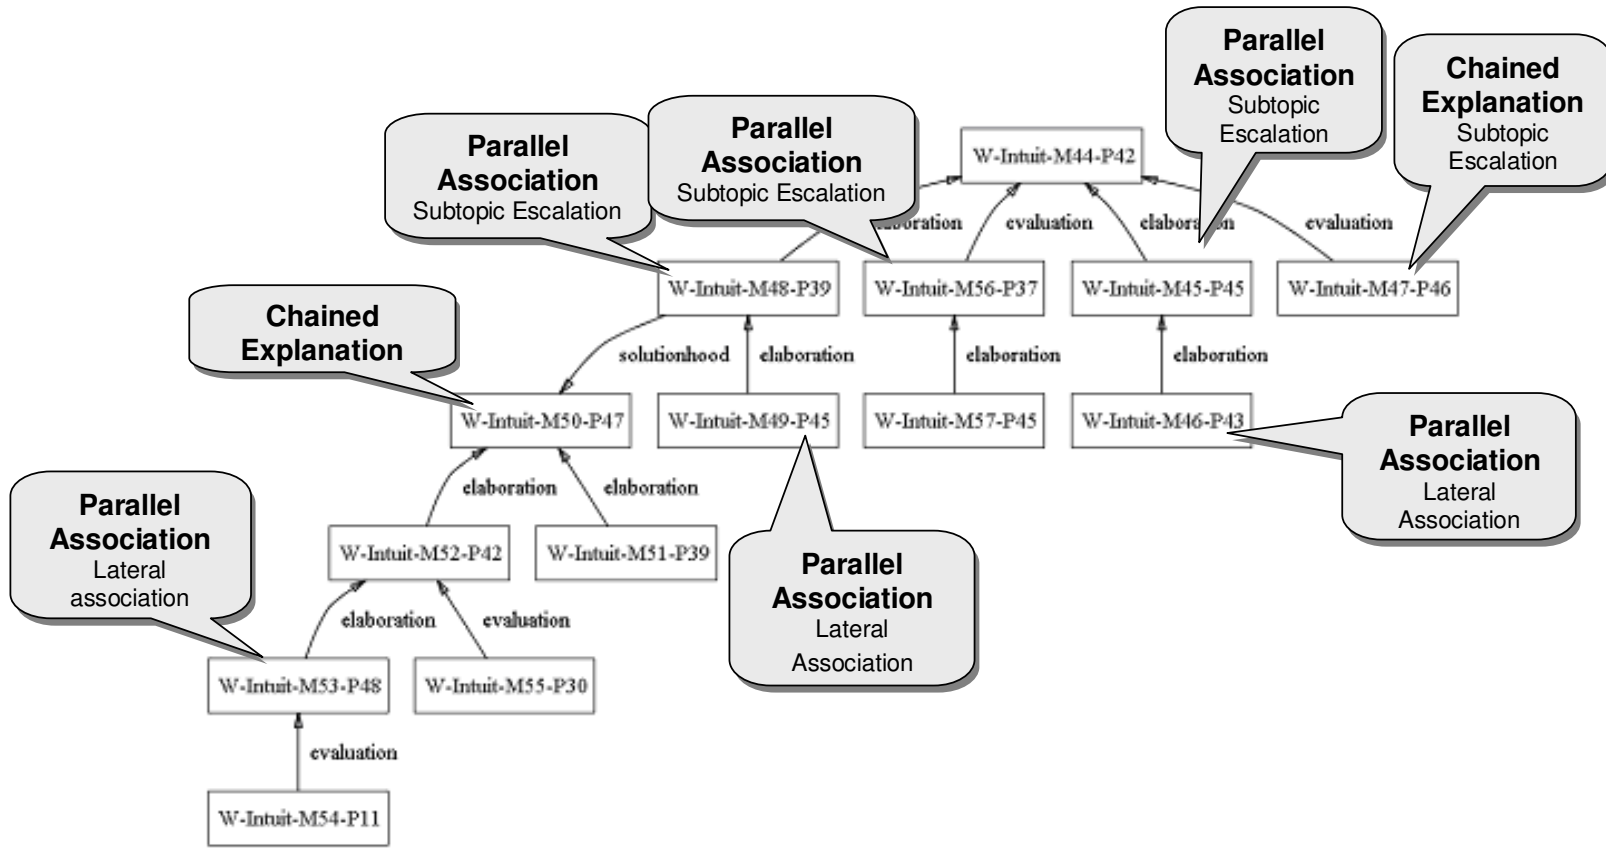 Parallel
Association
Subtopic
Escalation
Chained
Explanation
Subtopic
Escalation
Parallel
Association
Subtopic Escalation
Parallel
Association
Subtopic Escalation
W-Intuit-M44-P42
elaboration
evaluation
elaboration
evaluation
W-Intuit-M48-P39
W-Intuit-M56-P37
W-Intuit-M45-P45
W-Intuit-M47-P46
Chained
Explanation
solutionhood
elaboration
elaboration
elaboration
W-Intuit-M50-P47
W-Intuit-M49-P45
W-Intuit-M57-P45
W-Intuit-M46-P43
Parallel
Association
Lateral
Association
elaboration
elaboration
Parallel
Association
Lateral
association
W-Intuit-M52-P42
W-Intuit-M51-P39
Parallel
Association
Lateral
Association
elaboration
evaluation
W-Intuit-M53-P48
W-Intuit-M55-P30
evaluation
W-Intuit-M54-P11